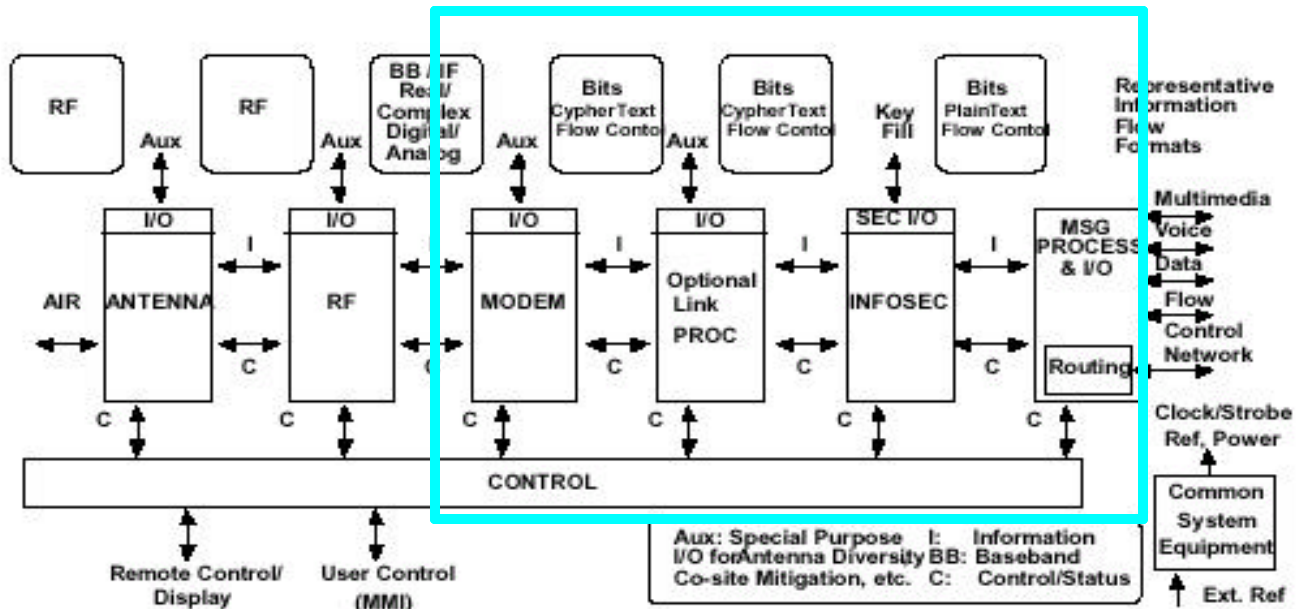 RF
RF
BB /IF
Real/
Complex
Digital/
Analog
Bits
CypherText
Flow Contol
Bits
CypherText
Flow Contol
Key
Fill
Bits
PlainText
Flow Contol
Representative
Information
Flow
Formats
Aux
Aux
Aux
Aux
I/O
I/O
I/O
I/O
SEC I/O
MSG
PROCESS
& I/O
Multimedia
Voice
Data
Flow
Control
Network
I
I
I
I
I
AIR
ANTENNA
RF
MODEM
Optional
Link
PROC
INFOSEC
Routing
C
C
C
C
C
C
C
C
C
C
C
CONTROL
Clock/Strobe
Ref, Power
Common
System
Equipment
Ext. Ref
Remote Control/
Display
User Control
(MMI)
Aux: Special Purpose I: Information
I/O forAntenna Diversity, BB: Baseband
Co-site Mitigation, etc. C: Control/Status